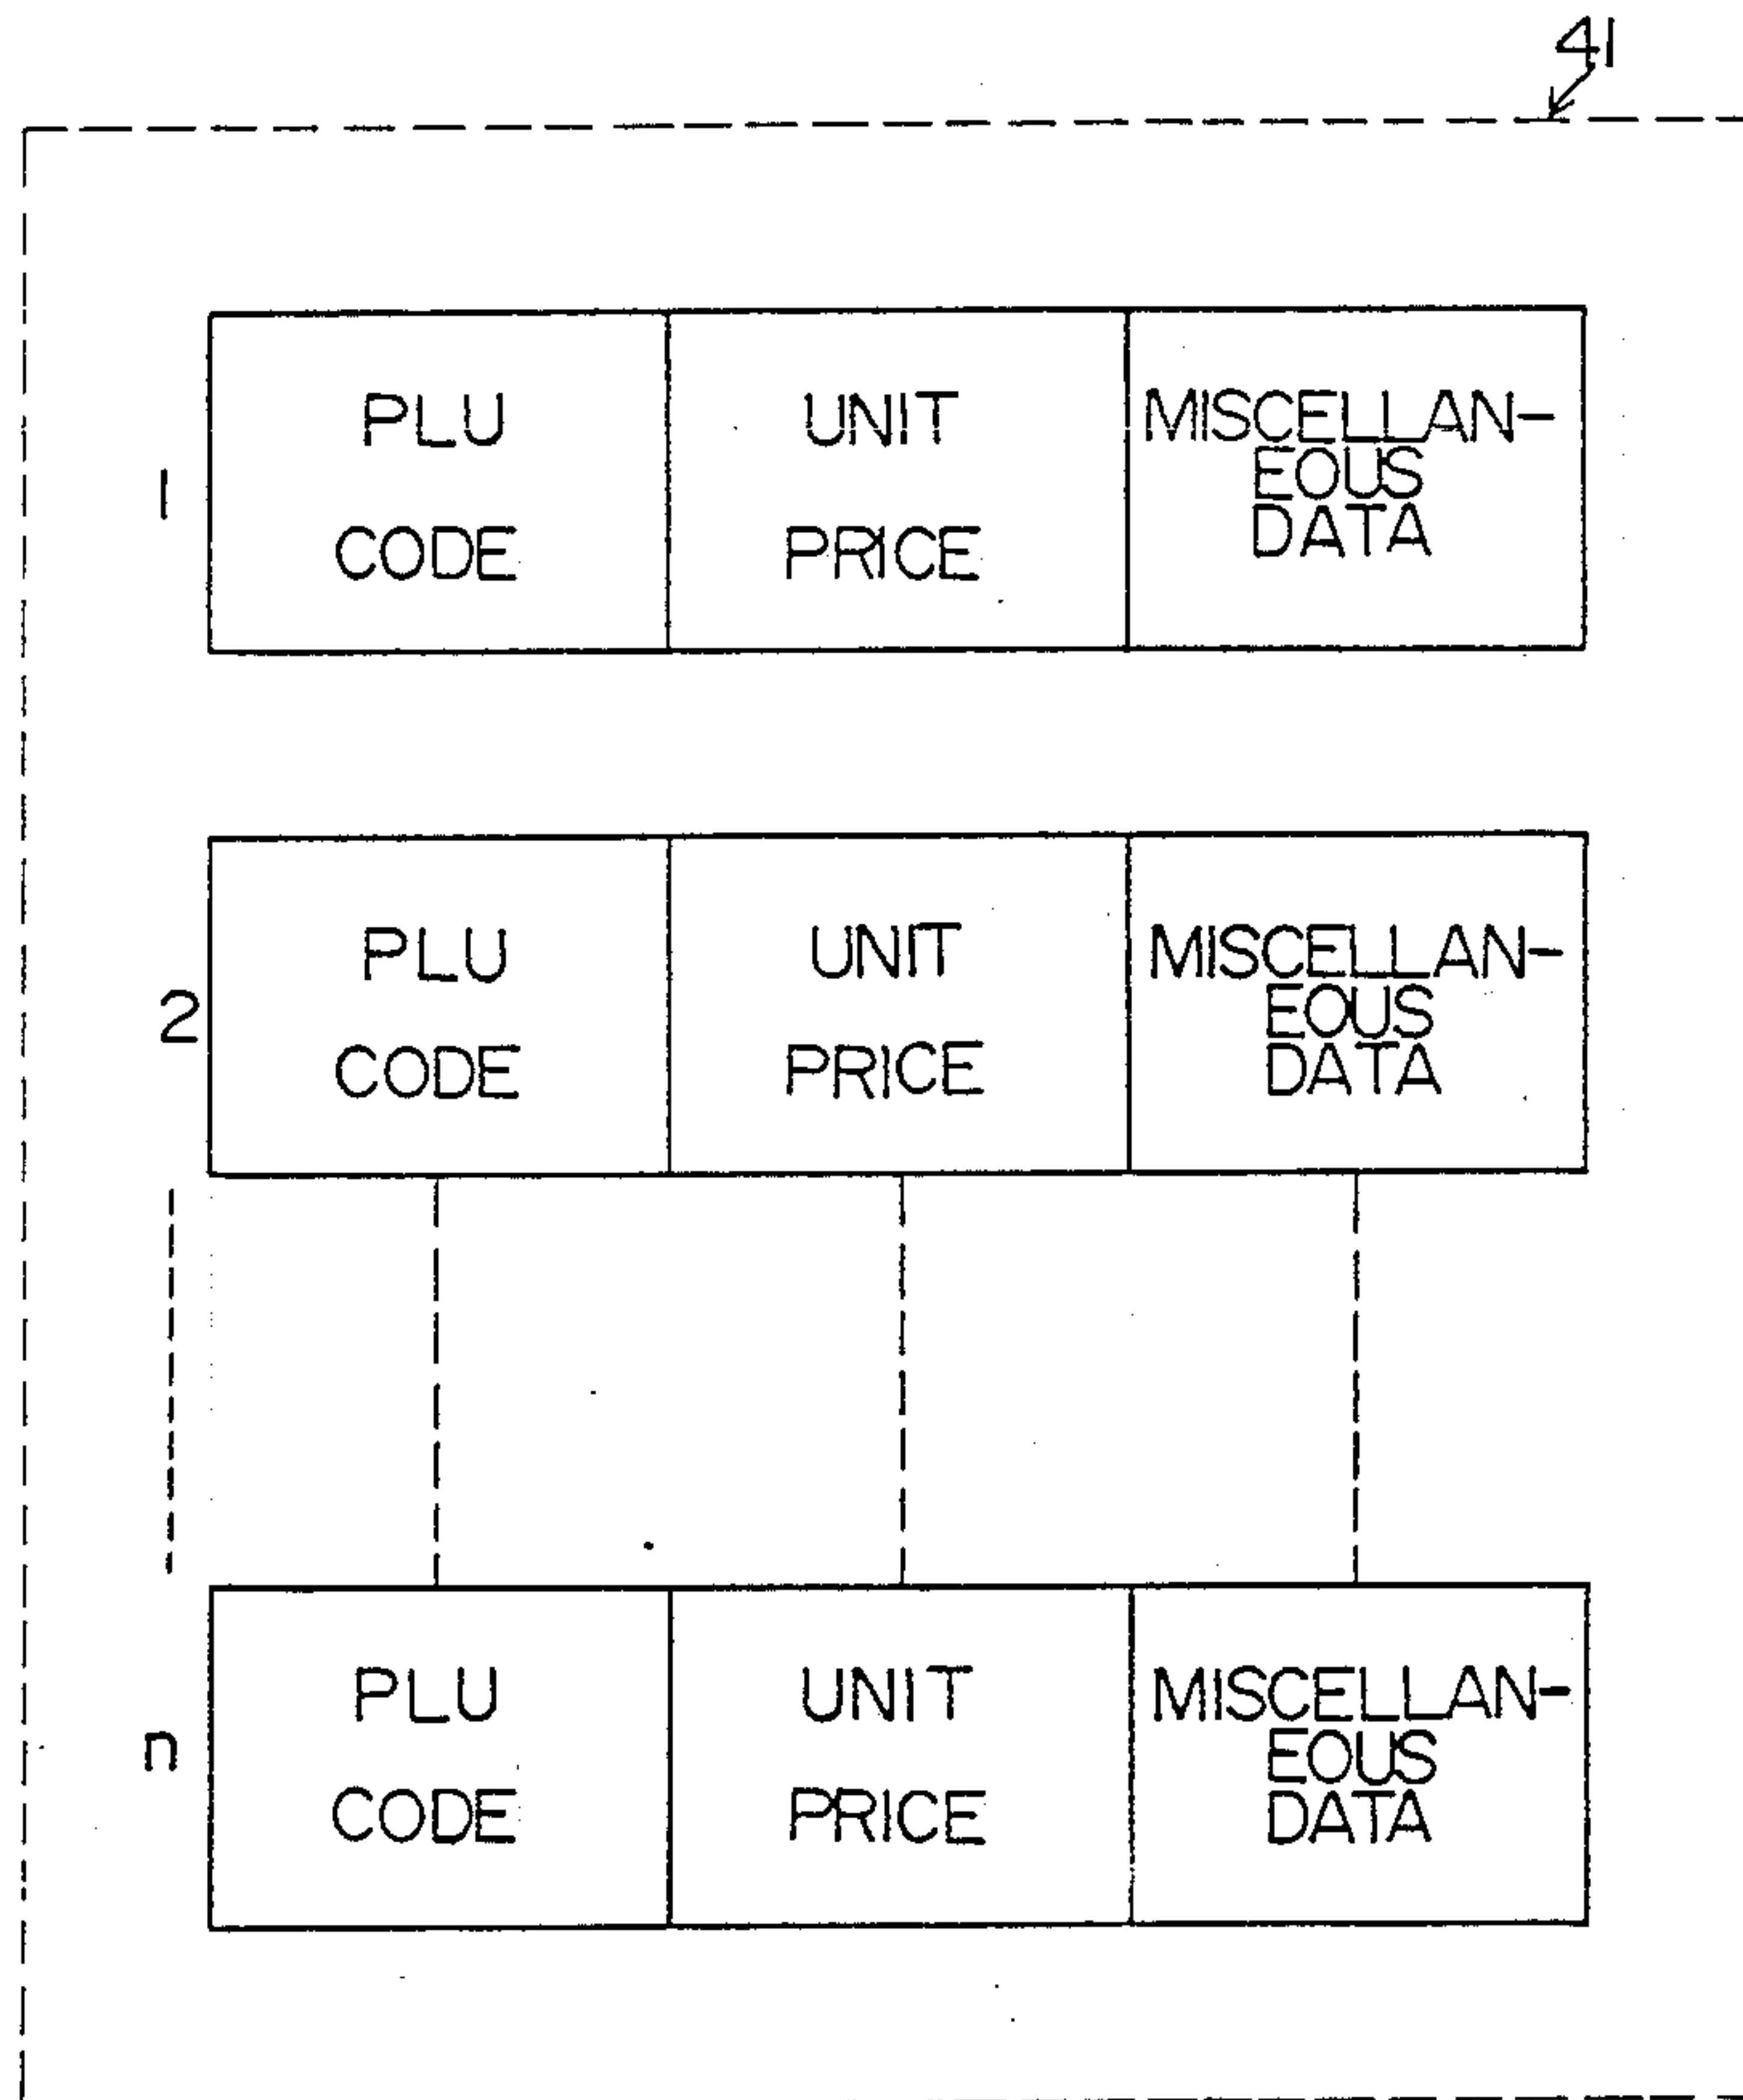 41
PLU UNIT MISCELLAN-
1 EOUS
CODE PRICE DATA
PLU UNIT MISCELLAN-
2 EOUS
CODE PRICE DATA
PLU UNIT MISCELLAN-
n EOUS
CODE PRICE DATA